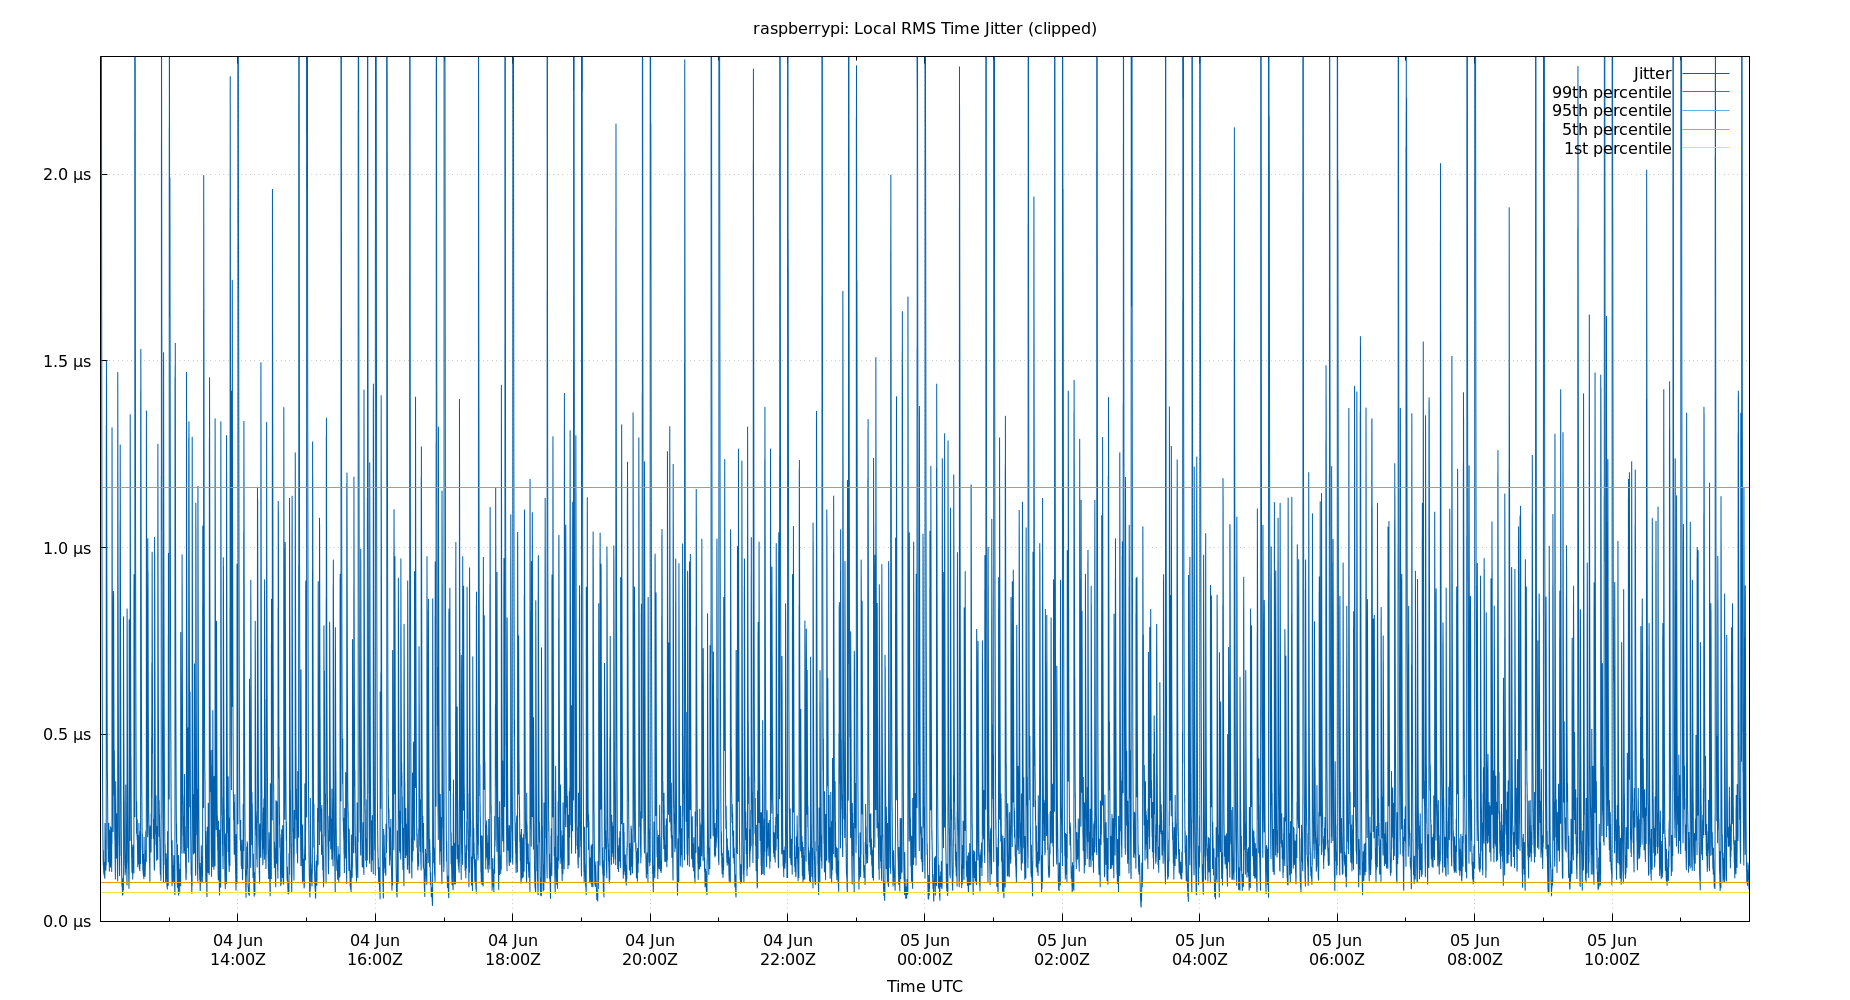 raspberrypi: Local RMS Time Jitter (clipped)
Jitter
99th percentile
95th percentile
5th percentile
1st percentile
2.0 μs
1.5 μs
1.0 μs
0.5 μs
0.0 μs
04 Jun 04 Jun 04 Jun 04 Jun 04 Jun 05 Jun 05 Jun 05 Jun 05 Jun 05 Jun 05 Jun
14:00Z 16:00Z 18:00Z 20:00Z 22:00Z 00:00Z 02:00Z 04:00Z 06:00Z 08:00Z 10:00Z
Time UTC